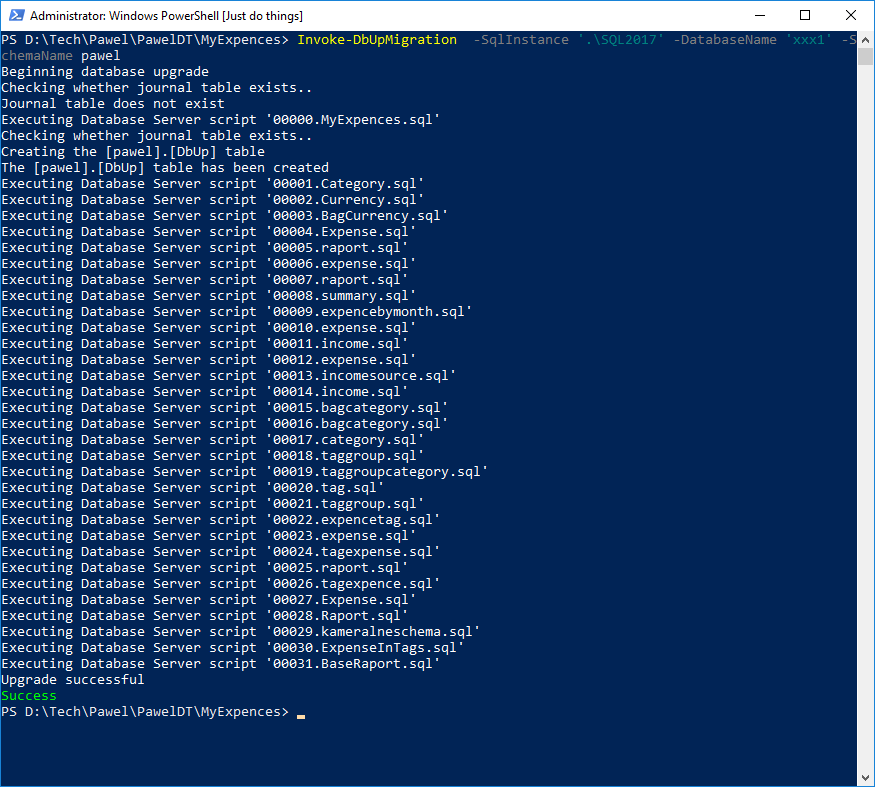 Administrator: Windows PowerShell [Just do things]
PS D:\Tech\Pawel\PawelDT\MyExpences> Invoke-DbUpMigration  -SqlInstance '.\SQL2017' -DatabaseName 'xxx1' -S
chemaName pawel
Beginning database upgrade
Checking whether journal table exists..
Journal table does not exist
Executing Database Server script '00000.MyExpences.sql'
Checking whether journal table exists..
Creating the [pawel].[DbUp] table
The [pawel].[DbUp] table has been created
Executing Database Server script '00001.Category.sql'
Executing Database Server script '00002.Currency.sql'
Executing Database Server script '00003.BagCurrency.sql'
Executing Database Server script '00004.Expense.sql'
Executing Database Server script '00005.raport.sql'
Executing Database Server script '00006.expense.sql'
Executing Database Server script '00007.raport.sql'
Executing Database Server script '00008.summary.sql'
Executing Database Server script '00009.expencebymonth.sql'
Executing Database Server script '00010.expense.sql'
Executing Database Server script '00011.income.sql'
Executing Database Server script '00012.expense.sql'
Executing Database Server script '00013.incomesource.sql'
Executing Database Server script '00014.income.sql'
Executing Database Server script '00015.bagcategory.sql'
Executing Database Server script '00016.bagcategory.sql'
Executing Database Server script '00017.category.sql'
Executing Database Server script '00018.taggroup.sql'
Executing Database Server script '00019.taggroupcategory.sql'
Executing Database Server script '00020.tag.sql'
Executing Database Server script '00021.taggroup.sql'
Executing Database Server script '00022.expencetag.sql'
Executing Database Server script '00023.expense.sql'
Executing Database Server script '00024.tagexpense.sql'
Executing Database Server script '00025.raport.sql'
Executing Database Server script '00026.tagexpence.sql'
Executing Database Server script '00027.Expense.sql'
Executing Database Server script '00028.Raport.sql'
Executing Database Server script '00029.kameralneschema.sql'
Executing Database Server script '00030.ExpenseInTags.sql'
Executing Database Server script '00031.BaseRaport.sql'
Upgrade successful
Success
PS D:\Tech\Pawel\PawelDT\MyExpences>